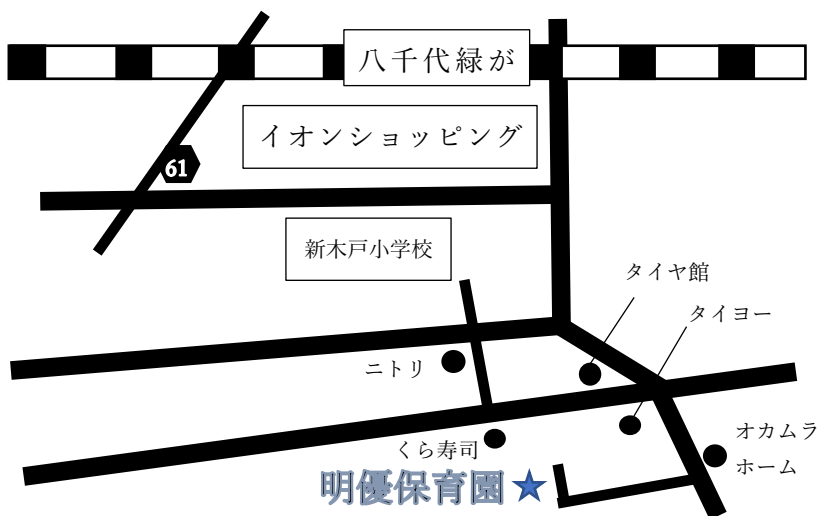 八千代緑が
イオンショッピング
61
新木戸小学校
タイヤ館
タイヨー
ニトリ
くら寿司
オカムラ
ホーム
明優保育園